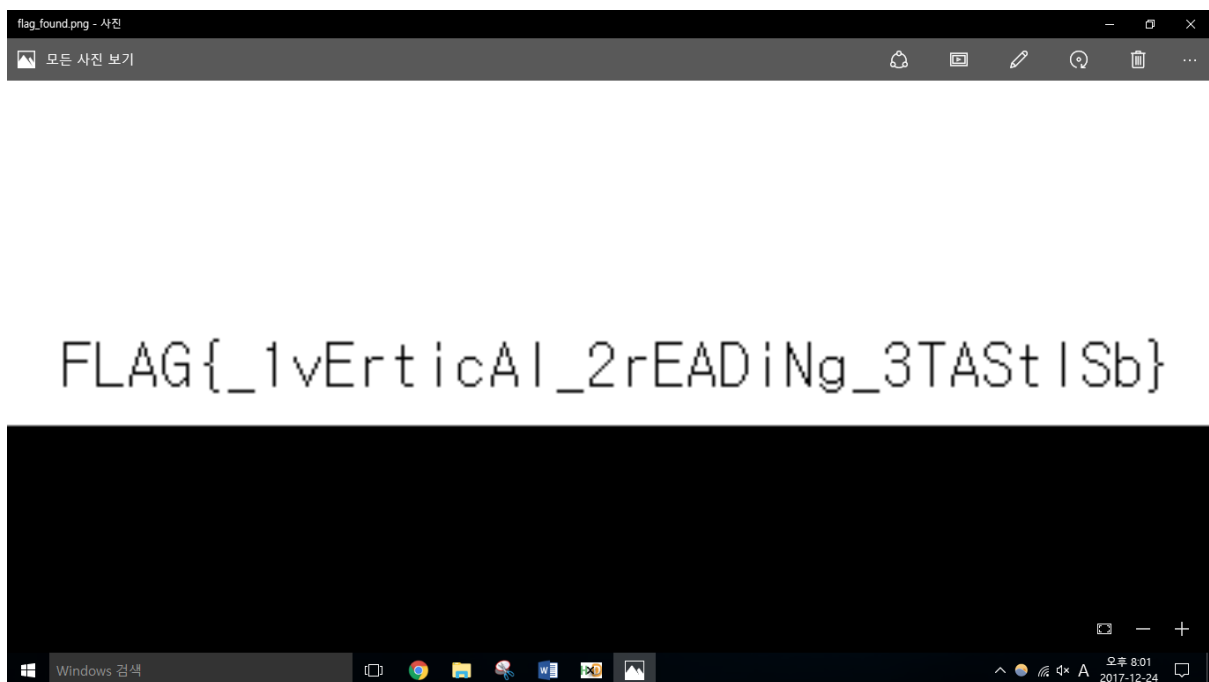 flag_found.png - 사진
모든 사진 보기
FLAG{_1vErticAl_2rEADiNg_3TAStISb}
Windows 검색
A
오후 8:01
2017-12-24